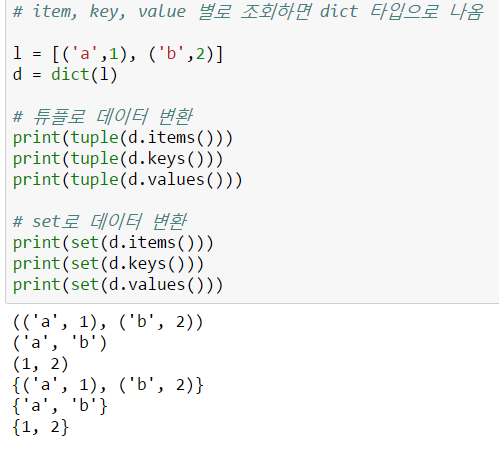 # item, key, value 별로 조회하면 dict 타입으로 나옴
l = [('a',1), ('b',2)]
d = dict(l)
# 튜플로 데이터 변환
print(tuple(d.items()))
print(tuple(d.keys()))
print(tuple(d.values()))
# set로 데이터 변환
print(set(d.items()))
print(set(d.keys()))
print(set(d.values()))
(('a', 1), ('b', 2))
('a', 'b')
(1, 2)
{('a', 1), ('b', 2)}
{'a', 'b'}
{1, 2}